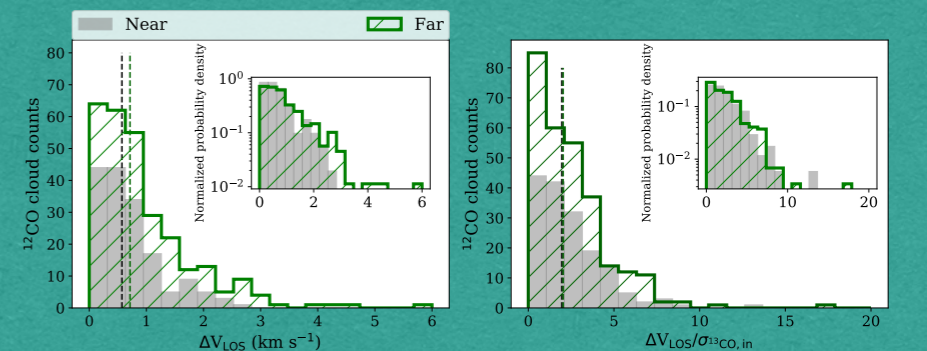 Near Far
80
70
60
50
40
30
20
10
0
¹²CO cloud counts
0 1 2 3 4 5 6
ΔV_LOS (km s⁻¹)
Normalized probability density
10⁰
10⁻¹
10⁻²
0 2 4 6
80
70
60
50
40
30
20
10
0
¹²CO cloud counts
0 5 10 15 20
ΔV_LOS/σ_¹³CO, in
Normalized probability density
10⁻¹
10⁻²
0 10 20